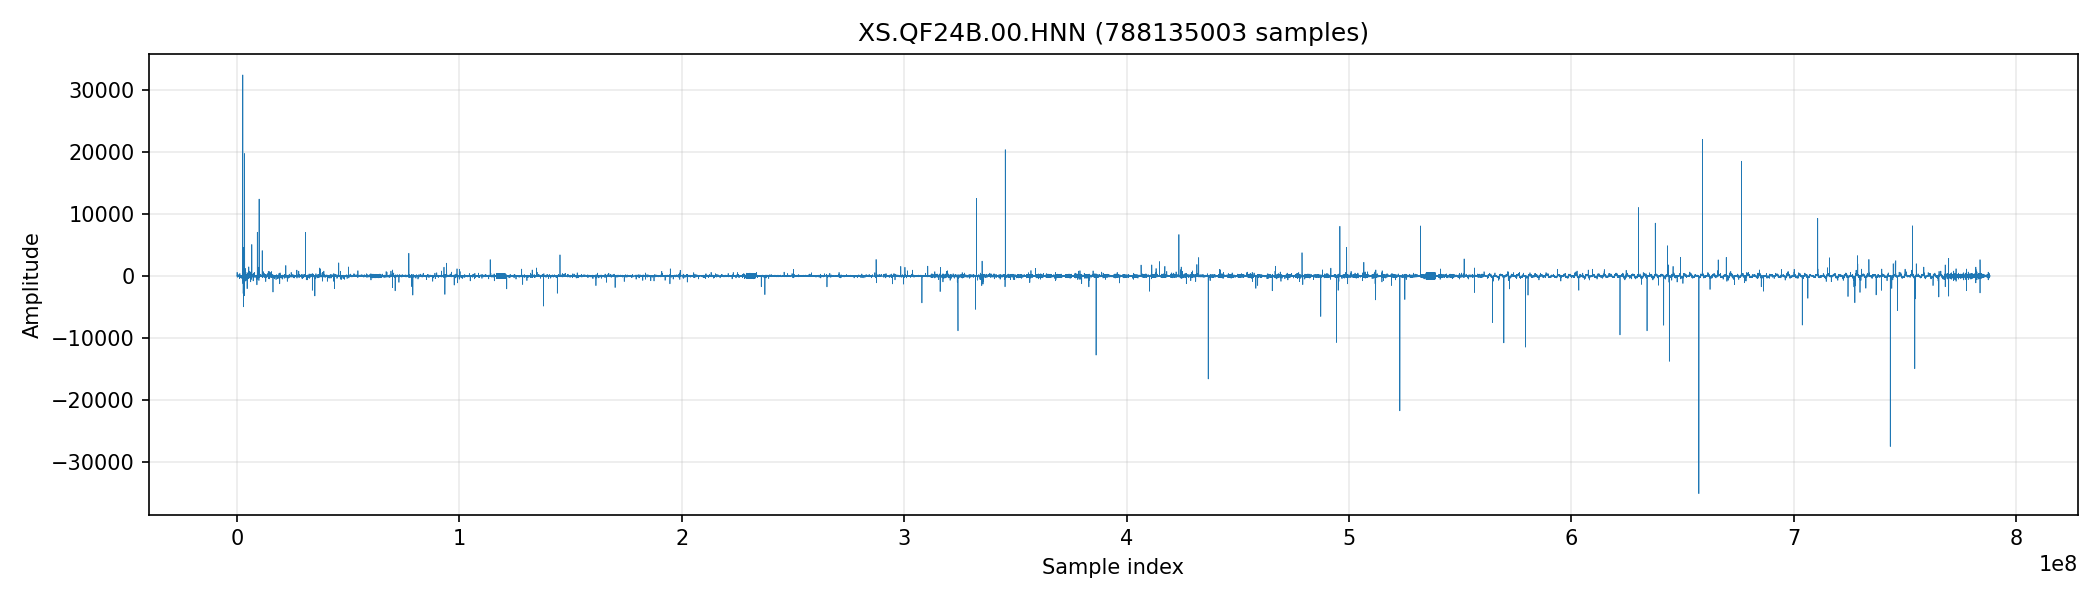 XS.QF24B.00.HNN (788135003 samples)
Amplitude
30000
20000
10000
0
−10000
−20000
−30000
0 1 2 3 4 5 6 7 8
1e8
Sample index